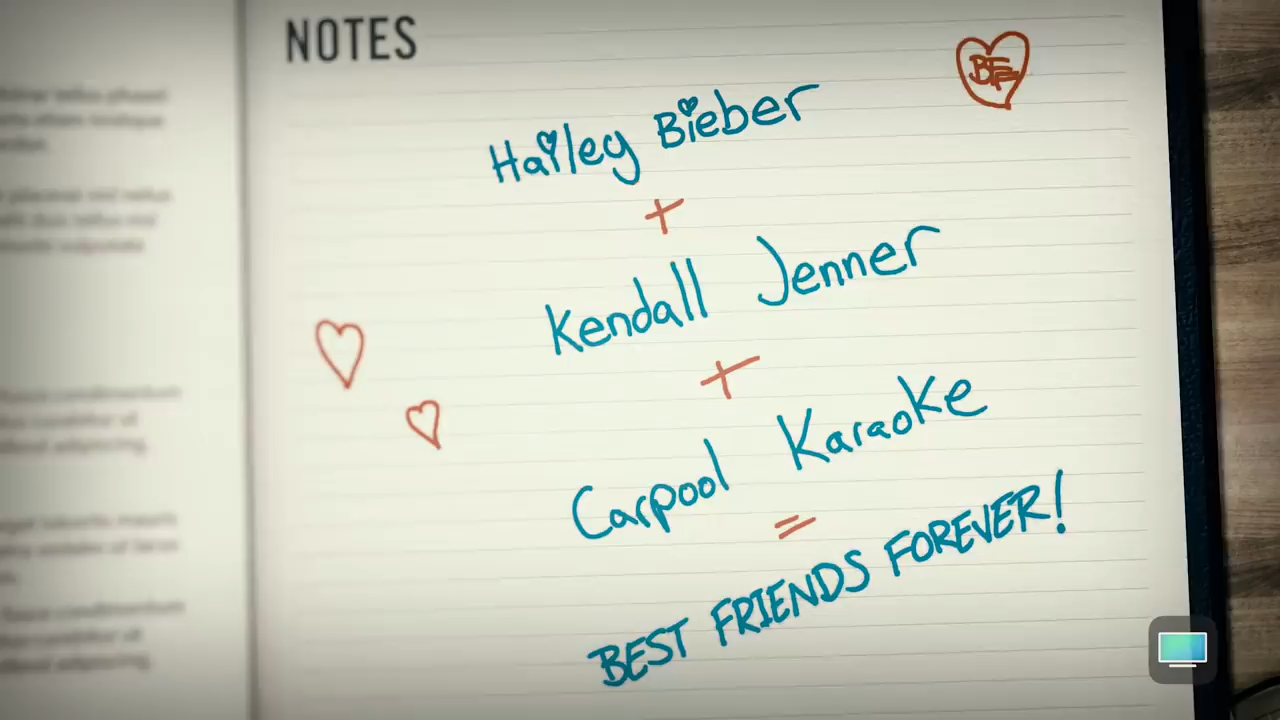 NOTES
BFF
Hailey Bieber
+
Kendall Jenner
+
Carpool Karaoke
=
BEST FRIENDS FOREVER!